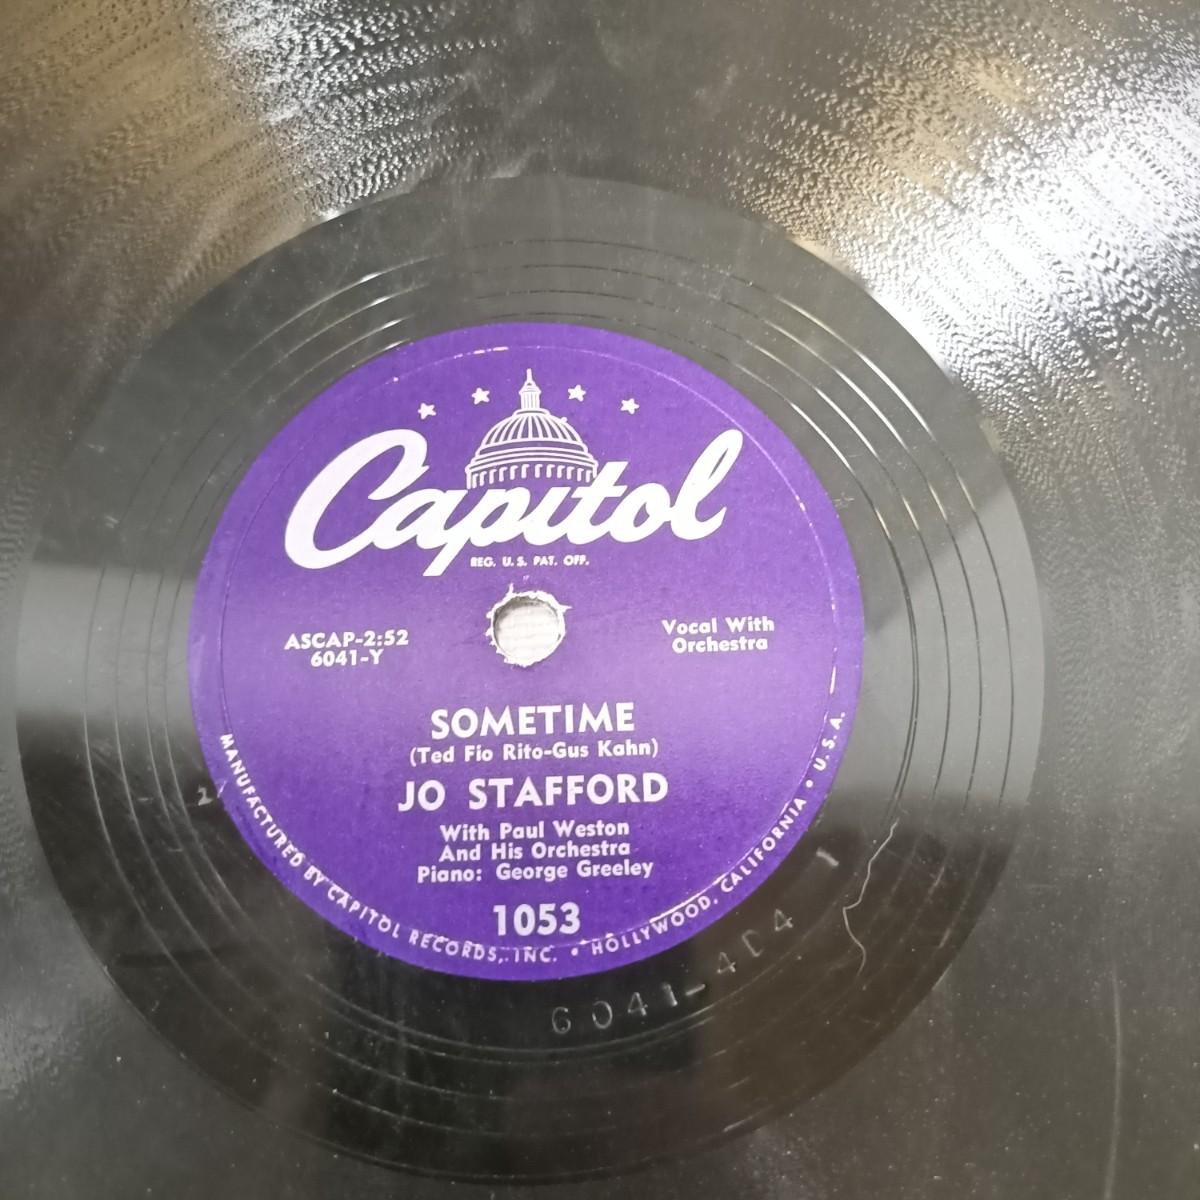 Capitol
REG. U.S. PAT. OFF.
ASCAP-2:52
6041-Y
Vocal With
Orchestra
SOMETIME
(Ted Fio Rito-Gus Kahn)
JO STAFFORD
With Paul Weston
And His Orchestra
Piano: George Greeley
1053
MANUFACTURED BY CAPITOL RECORDS, INC. • HOLLYWOOD, CALIFORNIA • U.S.A.
6041-4D4
1
2